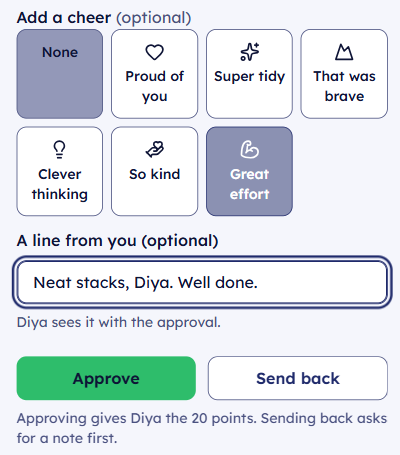 Add a cheer (optional)
None
Proud of
you
Super tidy
That was
brave
Clever
thinking
So kind
Great
effort
A line from you (optional)
Neat stacks, Diya. Well done.
Diya sees it with the approval.
Approve
Send back
Approving gives Diya the 20 points. Sending back asks
for a note first.